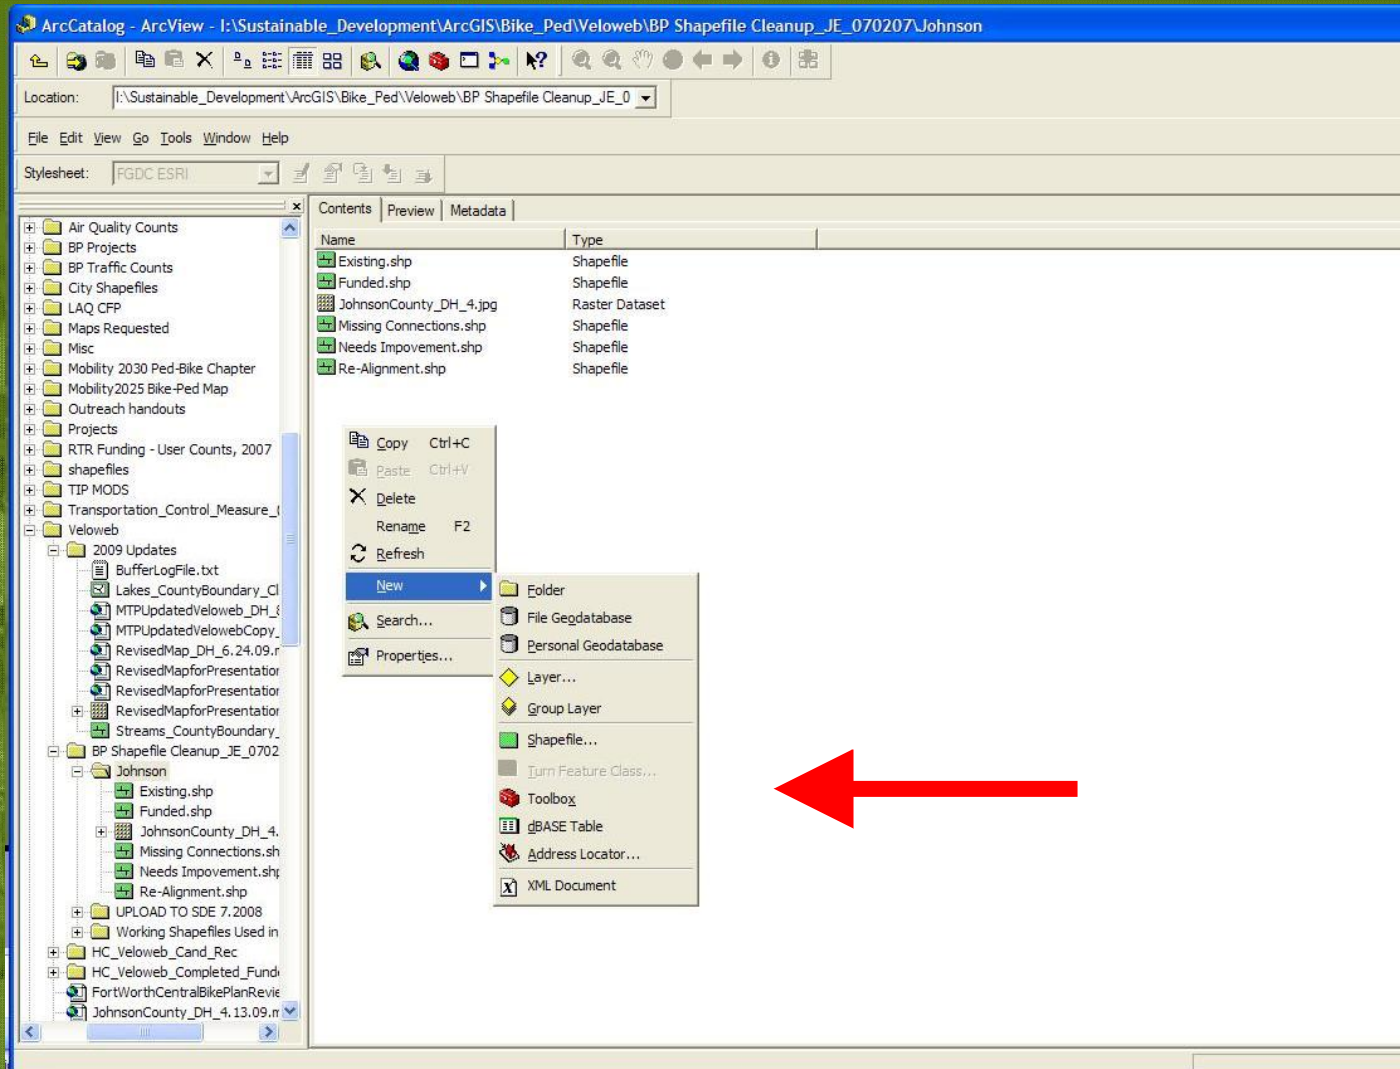 ArcCatalog - ArcView - I:\Sustainable_Development\ArcGIS\Bike_Ped\Veloweb\BP Shapefile Cleanup_JE_070207\Johnson
Location: I:\Sustainable_Development\ArcGIS\Bike_Ped\Veloweb\BP Shapefile Cleanup_JE_0
File Edit View Go Tools Window Help
Stylesheet: FGDC ESRI
Contents Preview Metadata
Name Type
Existing.shp Shapefile
Funded.shp Shapefile
JohnsonCounty_DH_4.jpg Raster Dataset
Missing Connections.shp Shapefile
Needs Impovement.shp Shapefile
Re-Alignment.shp Shapefile
Air Quality Counts
BP Projects
BP Traffic Counts
City Shapefiles
LAQ CFP
Maps Requested
Misc
Mobility 2030 Ped-Bike Chapter
Mobility2025 Bike-Ped Map
Outreach handouts
Projects
RTR Funding - User Counts, 2007
shapefiles
TIP MODS
Transportation_Control_Measure_(
Veloweb
2009 Updates
BufferLogFile.txt
Lakes_CountyBoundary_Cl
MTPUpdatedVeloweb_DH_8
MTPUpdatedVelowebCopy_
RevisedMap_DH_6.24.09.m
RevisedMapforPresentation
RevisedMapforPresentation
RevisedMapforPresentation
Streams_CountyBoundary_
BP Shapefile Cleanup_JE_0702
Johnson
Existing.shp
Funded.shp
JohnsonCounty_DH_4.
Missing Connections.sh
Needs Impovement.shp
Re-Alignment.shp
UPLOAD TO SDE 7.2008
Working Shapefiles Used in
HC_Veloweb_Cand_Rec
HC_Veloweb_Completed_Funde
FortWorthCentralBikePlanRevie
JohnsonCounty_DH_4.13.09.m
Copy Ctrl+C
Paste Ctrl+V
Delete
Rename F2
Refresh
New
Search...
Properties...
Folder
File Geodatabase
Personal Geodatabase
Layer...
Group Layer
Shapefile...
Turn Feature Class...
Toolbox
dBASE Table
Address Locator...
XML Document